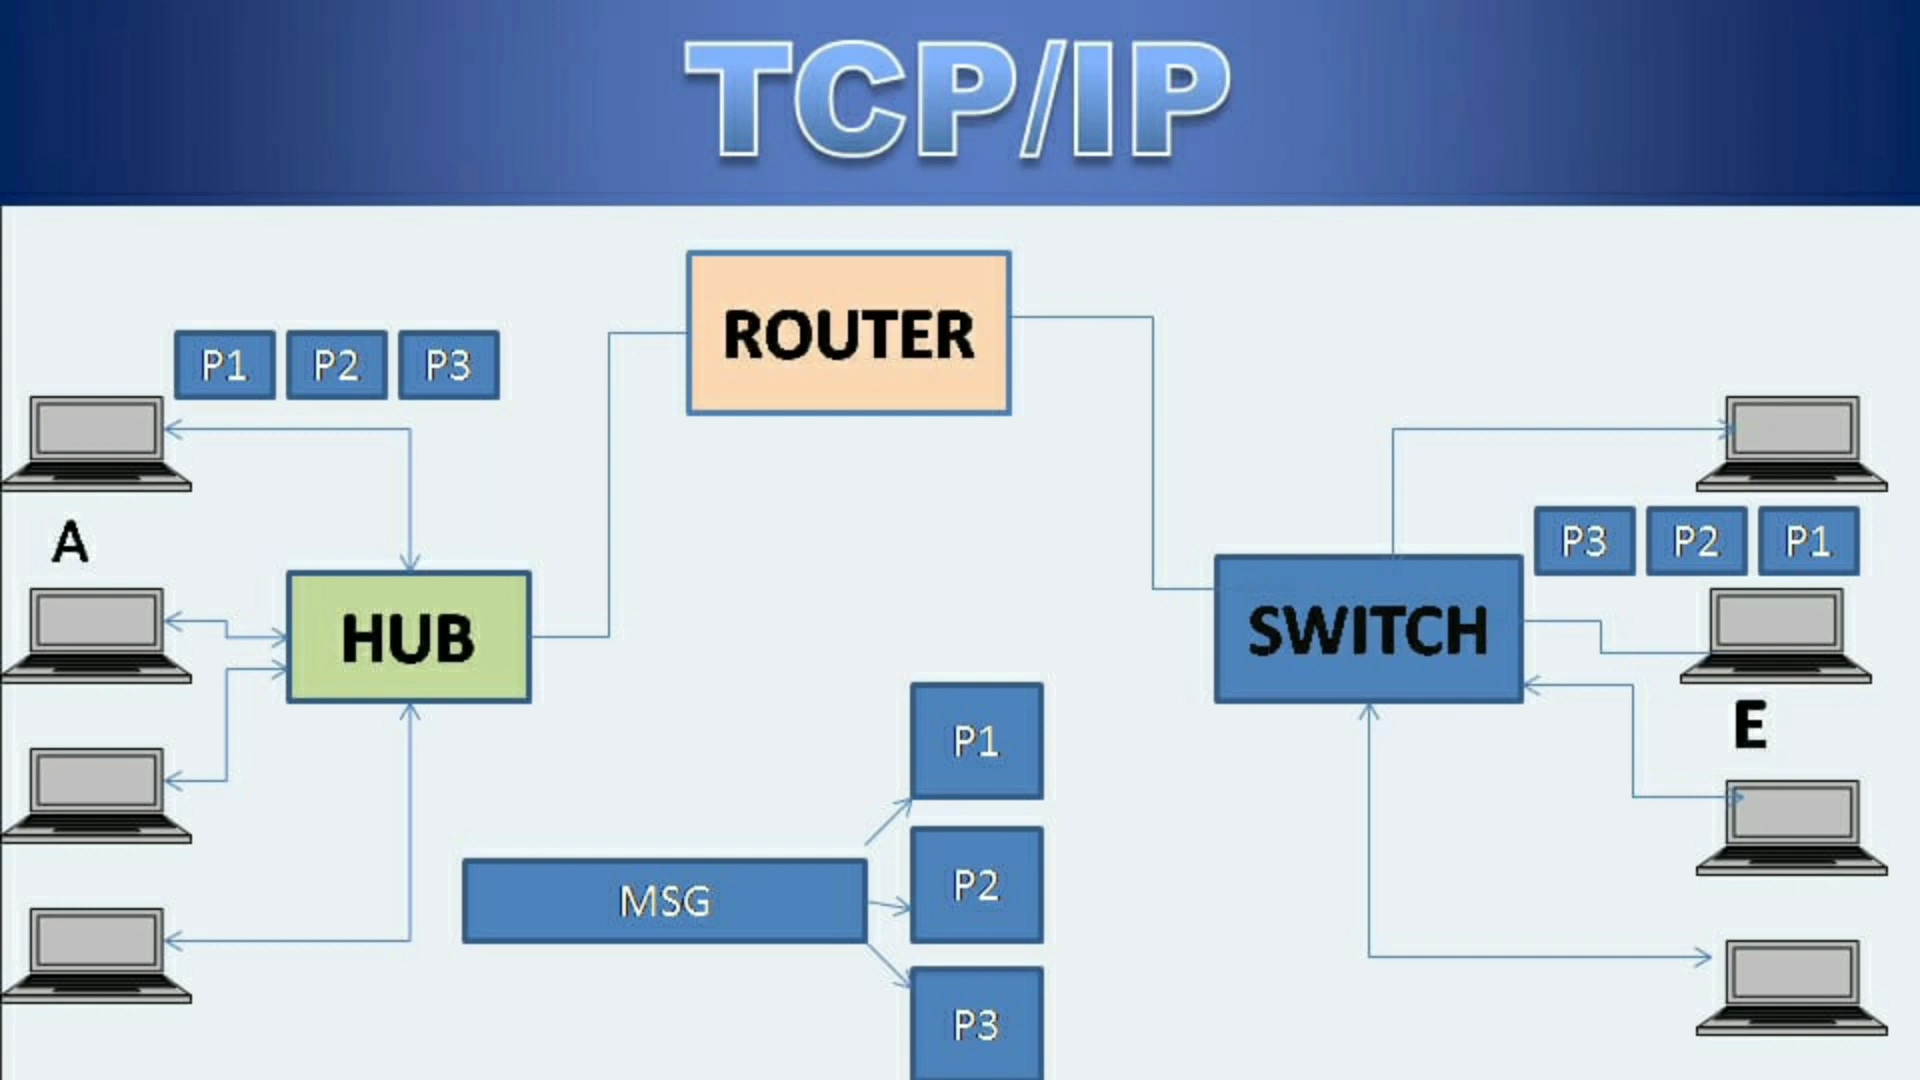 TCP/IP
ROUTER
P1 P2 P3
A
P3 P2 P1
HUB
SWITCH
E
P1
MSG
P2
P3